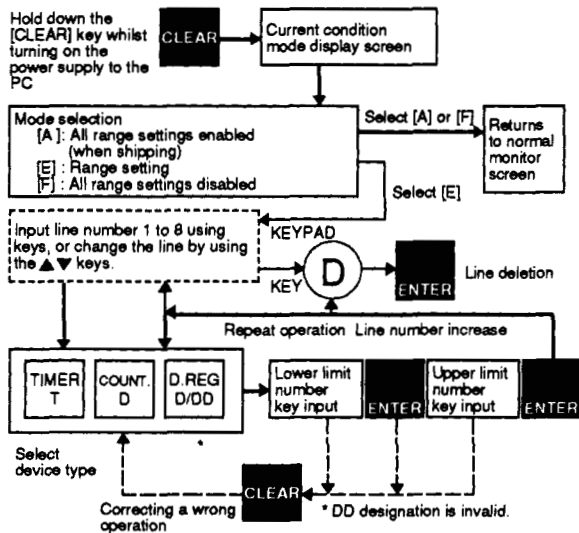 Hold down the
[CLEAR] key whilst
turning on the
power supply to the
PC
CLEAR
Current condition
mode display screen
Mode selection
[A] : All range settings enabled
(when shipping)
[E] : Range setting
[F] : All range settings disabled
Select [A] or [F]
Returns
to normal
monitor
screen
Select [E]
Input line number 1 to 8 using
keys, or change the line by using
the ▲ ▼ keys.
KEYPAD
KEY
D
ENTER
Line deletion
Repeat operation Line number increase
TIMER
T
COUNT.
D
D.REG
D/DD
*
Lower limit
number
key input
ENTER
Upper limit
number
key input
ENTER
Select
device type
CLEAR
Correcting a wrong
operation
* DD designation is invalid.